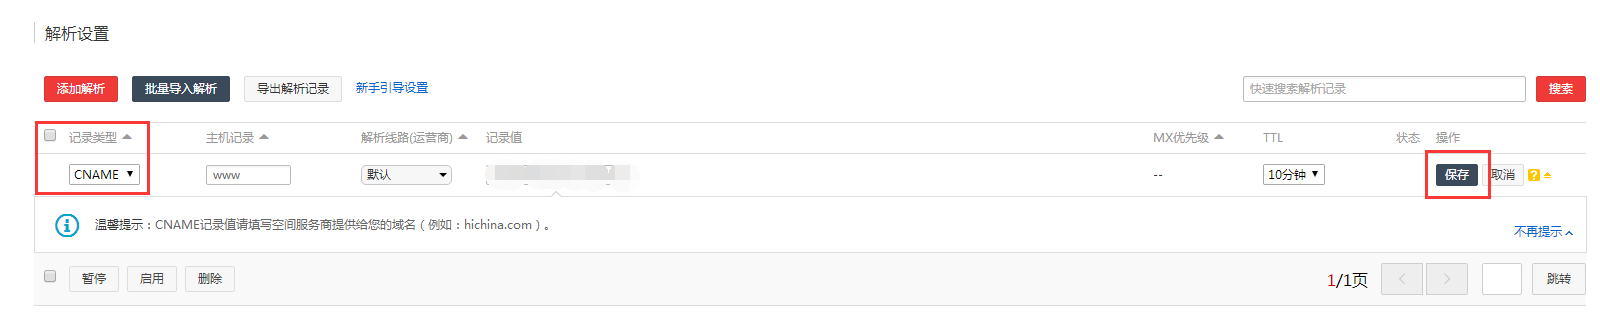 解析设置
添加解析 批量导入解析 导出解析记录 新手引导设置 快速搜索解析记录 搜索
记录类型 主机记录 解析线路(运营商) 记录值 MX优先级 TTL 状态 操作
CNAME www 默认 -- 10分钟 保存 取消 ?
温馨提示：CNAME记录值请填写空间服务商提供给您的域名（例如：hichina.com）。
不再提示
暂停 启用 删除 1/1页 < > 跳转